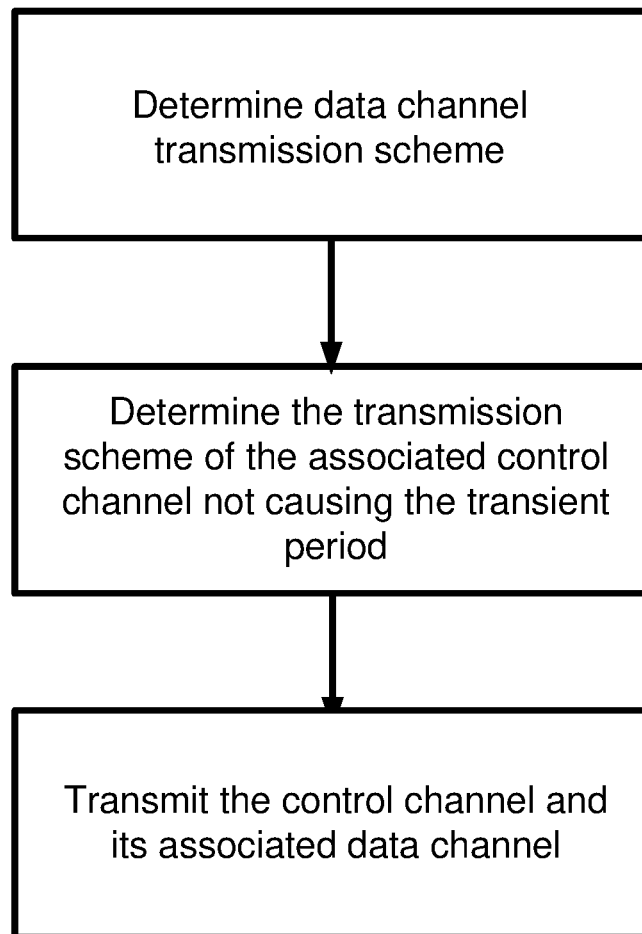 Determine data channel
transmission scheme
Determine the transmission
scheme of the associated control
channel not causing the transient
period
Transmit the control channel and
its associated data channel